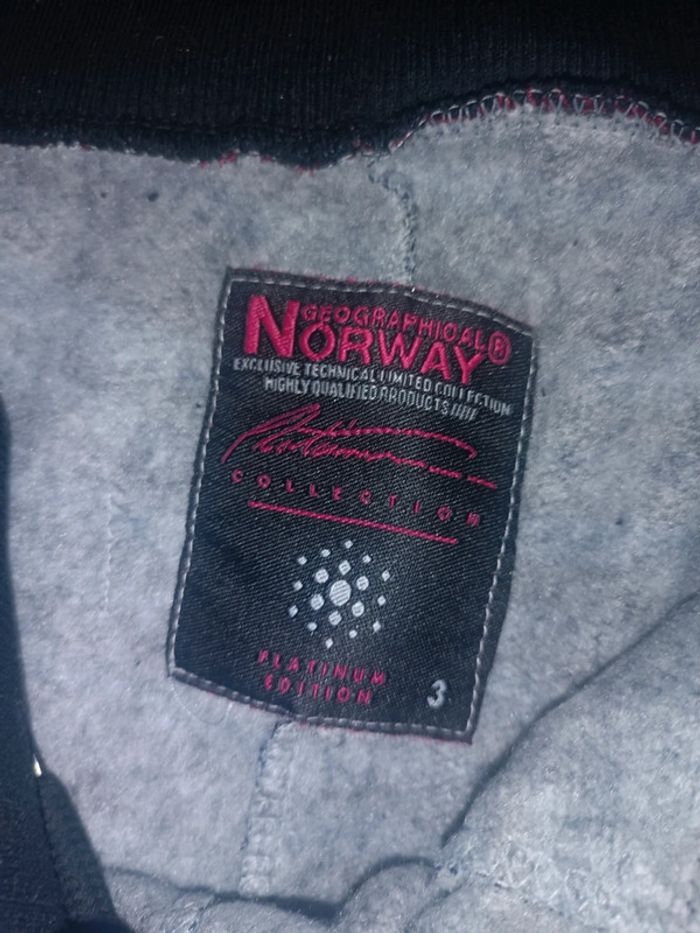 GEOGRAPHICAL
NORWAY®
EXCLUSIVE TECHNICAL LIMITED COLLECTION
HIGHLY QUALIFIED PRODUCTS ////
COLLECTION
PLATINUM
EDITION
3